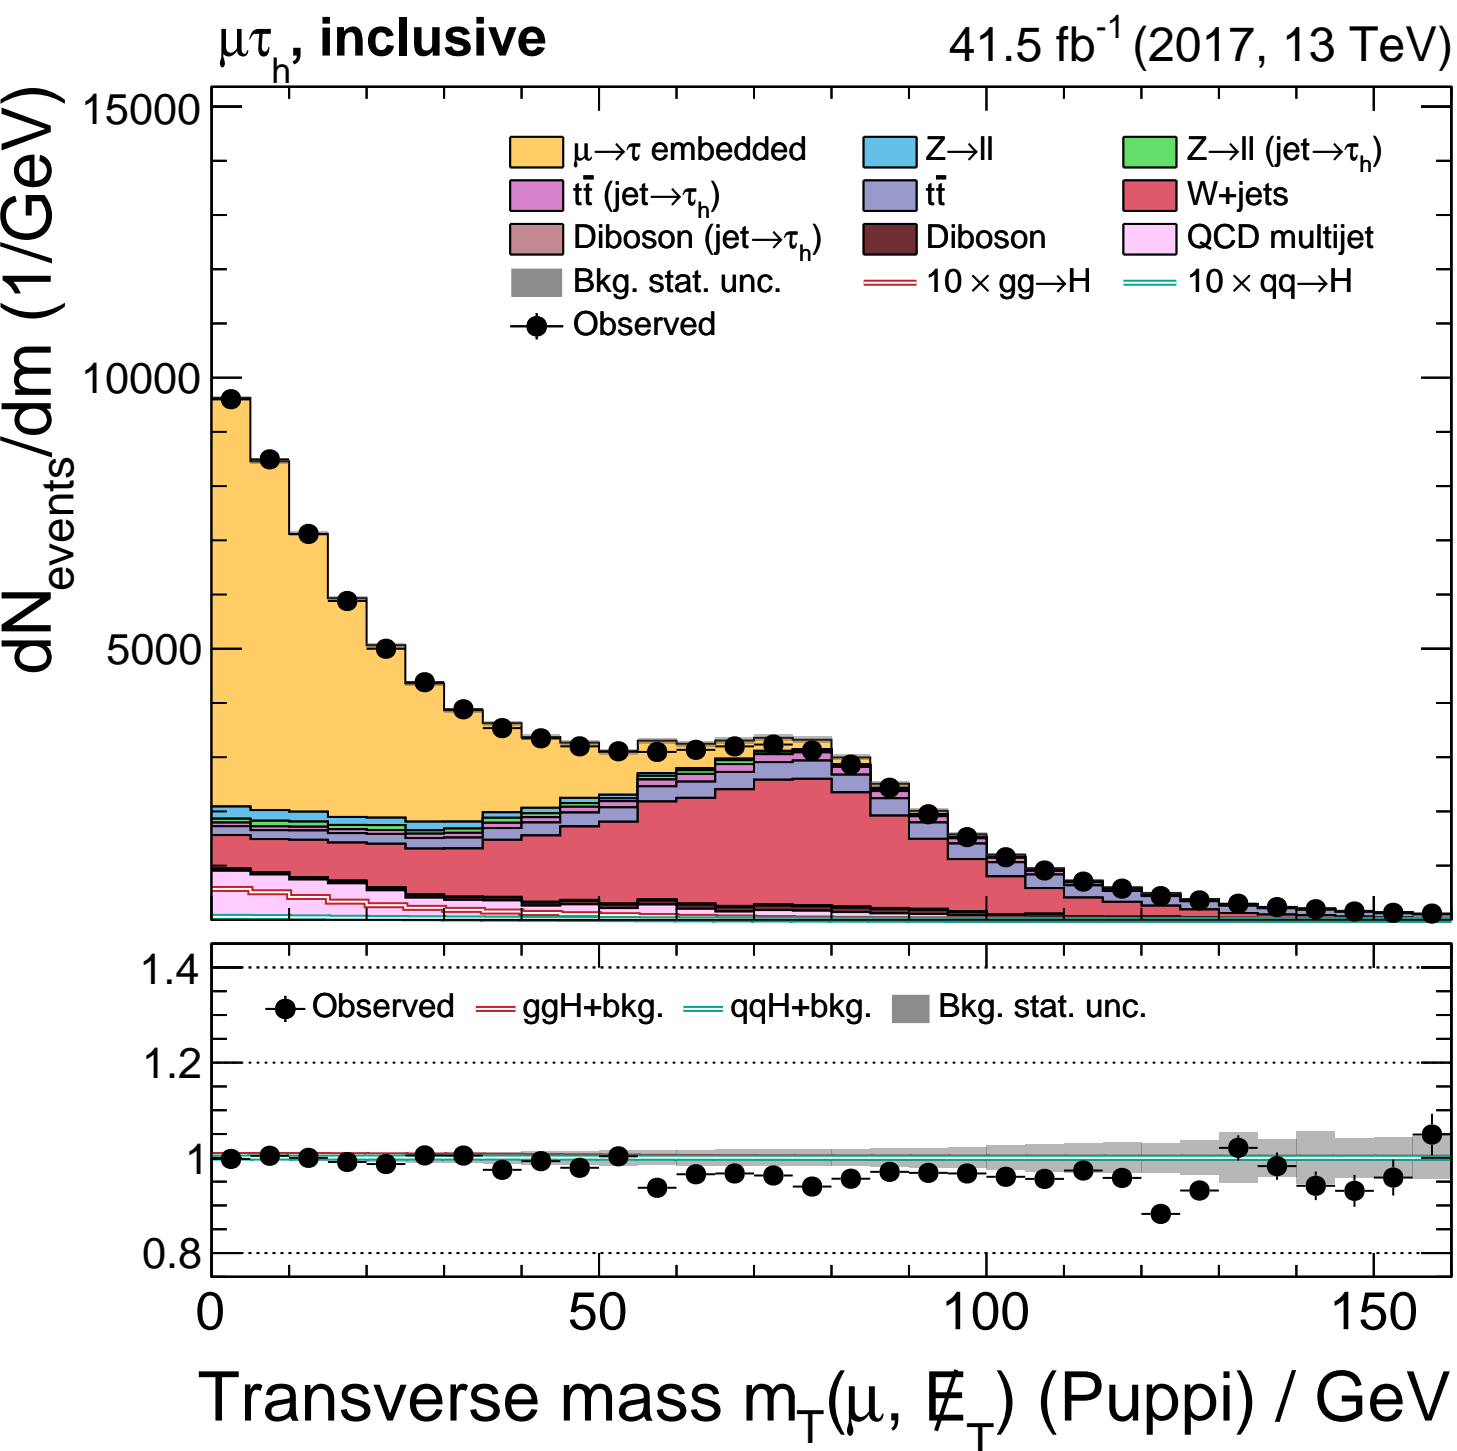 μτh, inclusive 41.5 fb-1 (2017, 13 TeV)
dNevents/dm (1/GeV)
15000
10000
5000
μ→τ embedded Z→ll Z→ll (jet→τh)
tt̄ (jet→τh) tt̄ W+jets
Diboson (jet→τh) Diboson QCD multijet
Bkg. stat. unc. 10 × gg→H 10 × qq→H
Observed
1.4
1.2
1
0.8
Observed ggH+bkg. qqH+bkg. Bkg. stat. unc.
0 50 100 150
Transverse mass mT(μ, E̸T) (Puppi) / GeV